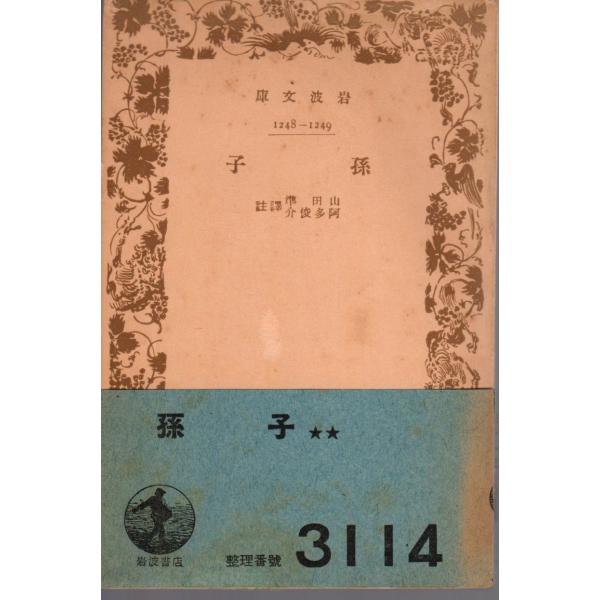 岩波文庫
1248—1249
孫子
山田準
阿多俊介
譯註
孫子★★
岩波書店
整理番號 3114